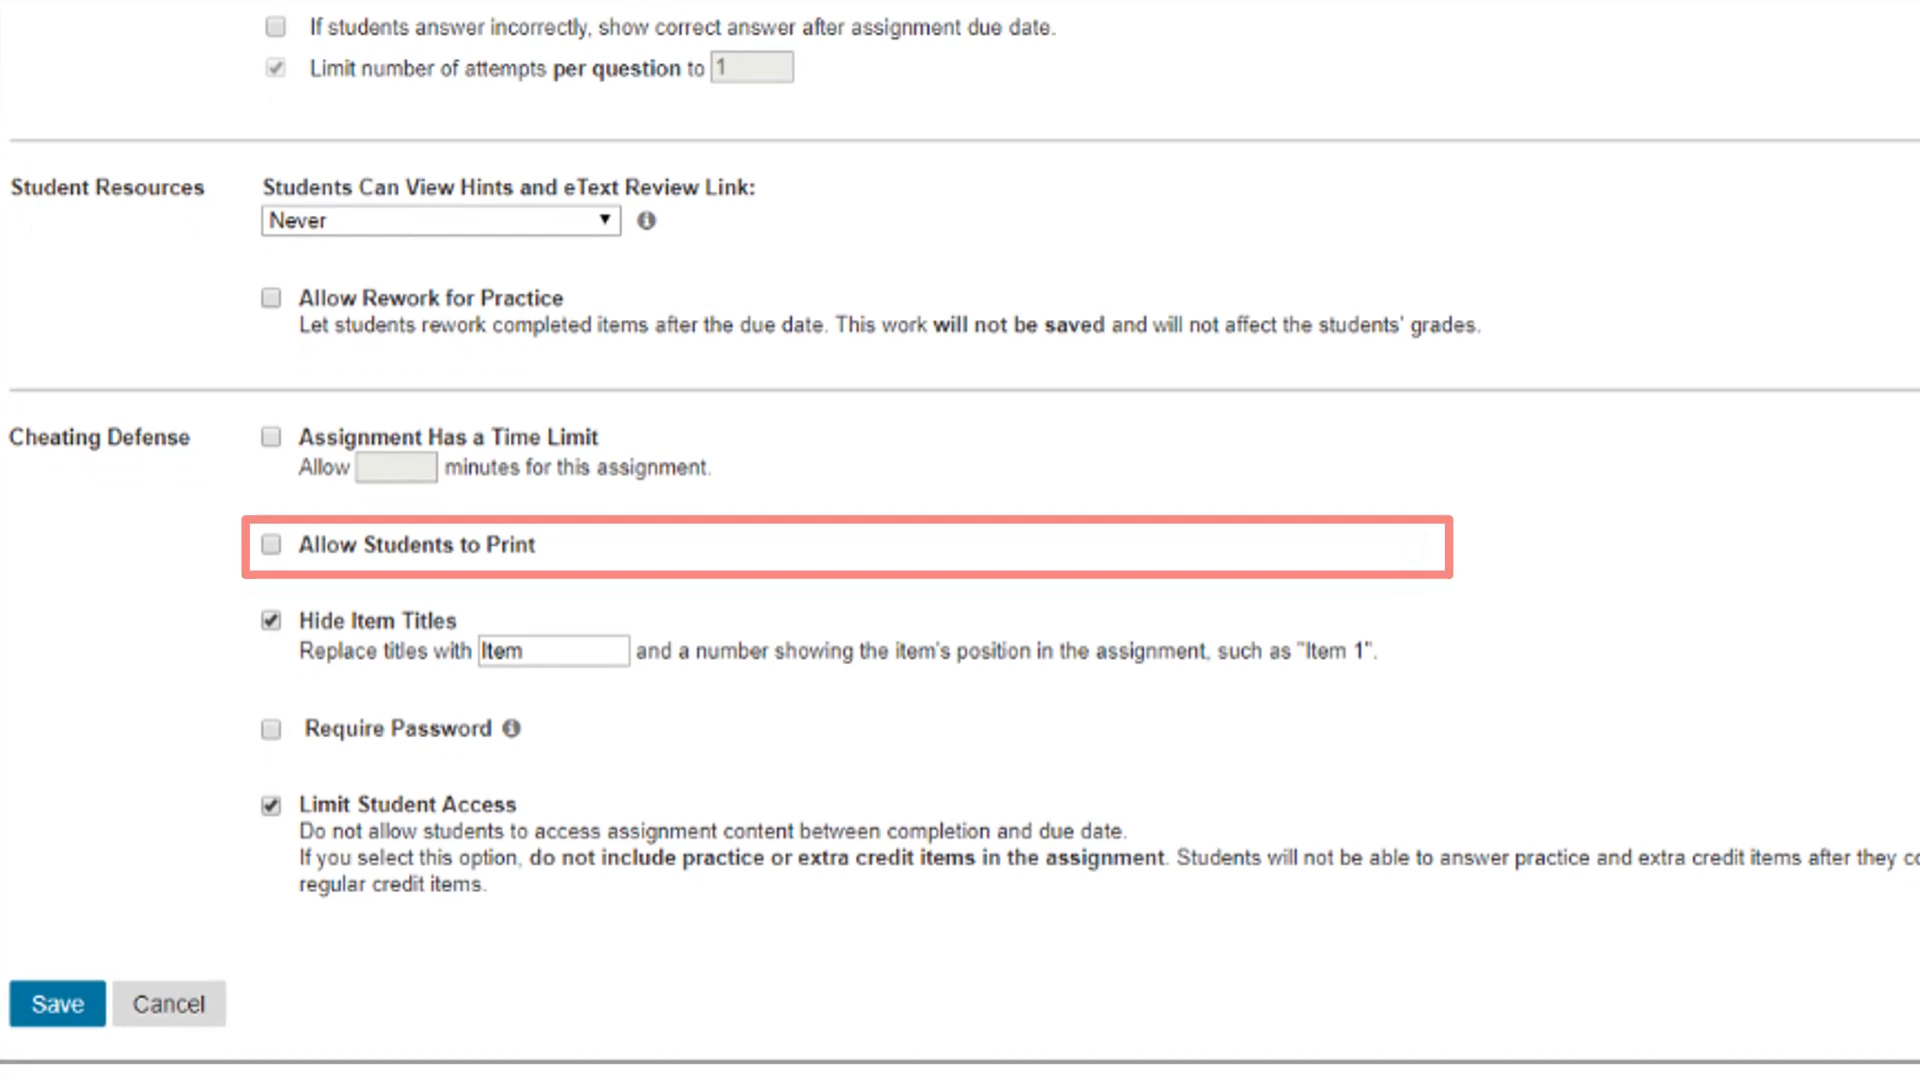 If students answer incorrectly, show correct answer after assignment due date.
Limit number of attempts per question to 1
Student Resources
Students Can View Hints and eText Review Link:
Never
Allow Rework for Practice
Let students rework completed items after the due date. This work will not be saved and will not affect the students' grades.
Cheating Defense
Assignment Has a Time Limit
Allow minutes for this assignment.
Allow Students to Print
Hide Item Titles
Replace titles with Item and a number showing the item's position in the assignment, such as "Item 1".
Require Password
Limit Student Access
Do not allow students to access assignment content between completion and due date.
If you select this option, do not include practice or extra credit items in the assignment. Students will not be able to answer practice and extra credit items after they
regular credit items.
Save Cancel